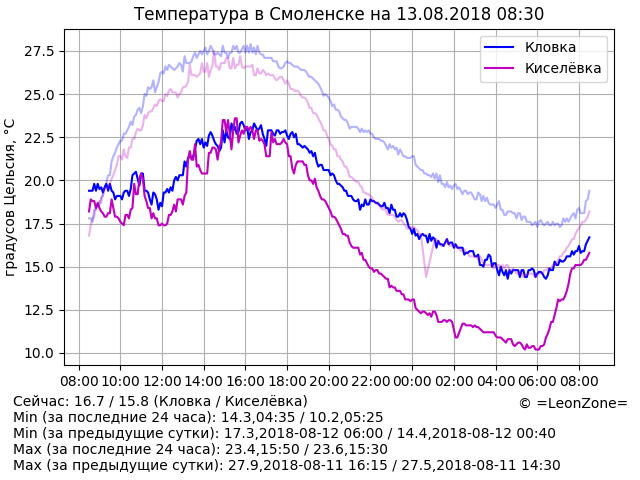 Температура в Смоленске на 13.08.2018 08:30
Кловка
Киселёвка
градусов Цельсия, °C
27.5
25.0
22.5
20.0
17.5
15.0
12.5
10.0
08:00 10:00 12:00 14:00 16:00 18:00 20:00 22:00 00:00 02:00 04:00 06:00 08:00
Сейчас: 16.7 / 15.8 (Кловка / Киселёвка)
© =LeonZone=
Min (за последние 24 часа): 14.3,04:35 / 10.2,05:25
Min (за предыдущие сутки): 17.3,2018-08-12 06:00 / 14.4,2018-08-12 00:40
Max (за последние 24 часа): 23.4,15:50 / 23.6,15:30
Max (за предыдущие сутки): 27.9,2018-08-11 16:15 / 27.5,2018-08-11 14:30